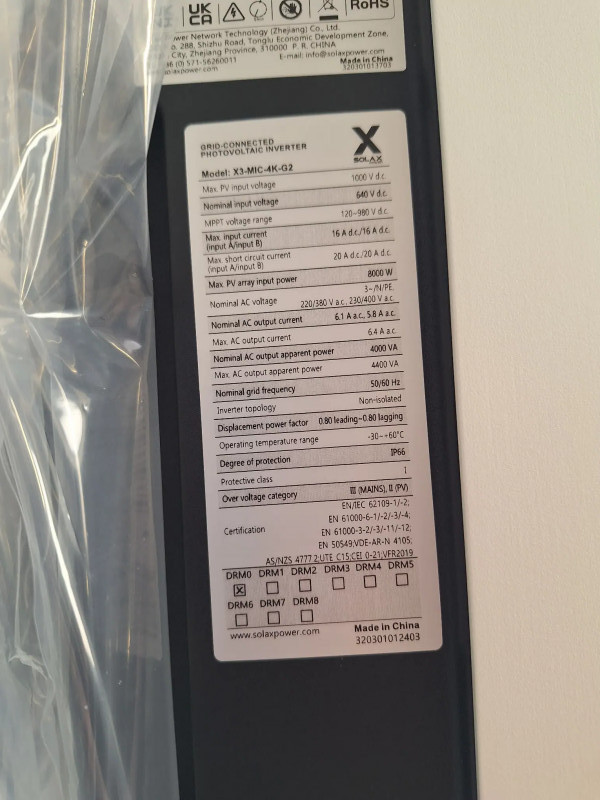 UK
CA
RoHS
ower Network Technology (Zhejiang) Co., Ltd.
o. 288, Shizhu Road, Tonglu Economic Development Zone,
City, Zhejiang Province, 310000 P. R. CHINA
(0) 571-56260011 E-mail: info@solaxpower.com
solaxpower.com Made in China
320301013703
GRID-CONNECTED
PHOTOVOLTAIC INVERTER
X
SOLAX
Model: X3-MIC-4K-G2
Max. PV input voltage 1000 V d.c.
Nominal input voltage 640 V d.c.
MPPT voltage range 120~980 V d.c.
Max. input current
(input A/input B) 16 A d.c./16 A d.c.
Max. short circuit current
(input A/input B) 20 A d.c./20 A d.c.
Max. PV array input power 8000 W
Nominal AC voltage 3~/N/PE,
220/380 V a.c., 230/400 V a.c.
Nominal AC output current 6.1 A a.c., 5.8 A a.c.
Max. AC output current 6.4 A a.c.
Nominal AC output apparent power 4000 VA
Max. AC output apparent power 4400 VA
Nominal grid frequency 50/60 Hz
Inverter topology Non-isolated
Displacement power factor 0.80 leading~0.80 lagging
Operating temperature range -30~+60°C
Degree of protection IP66
Protective class I
Over voltage category III (MAINS), II (PV)
Certification EN/IEC 62109-1/-2;
EN 61000-6-1/-2/-3/-4;
EN 61000-3-2/-3/-11/-12;
EN 50549;VDE-AR-N 4105;
AS/NZS 4777.2;UTE C15;CEI 0-21;VFR2019
DRM0 DRM1 DRM2 DRM3 DRM4 DRM5
DRM6 DRM7 DRM8
www.solaxpower.com Made in China
320301012403